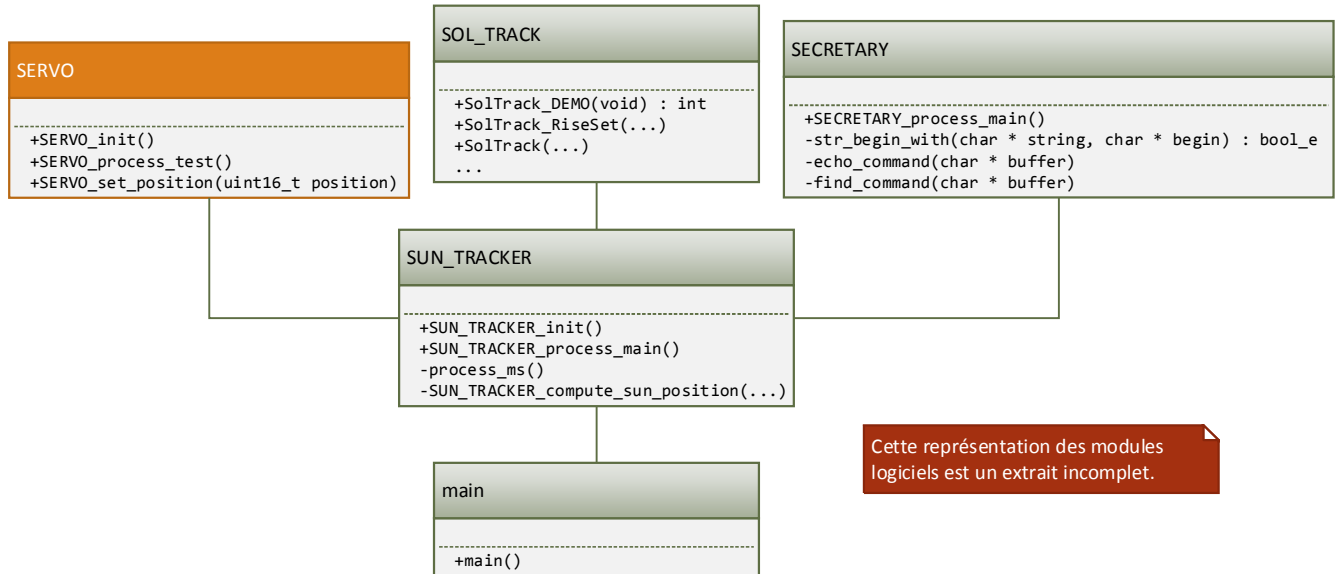 SERVO
+SERVO_init()
+SERVO_process_test()
+SERVO_set_position(uint16_t position)
SOL_TRACK
+SolTrack_DEMO(void) : int
+SolTrack_RiseSet(...)
+SolTrack(...)
...
SECRETARY
+SECRETARY_process_main()
-str_begin_with(char * string, char * begin) : bool_e
-echo_command(char * buffer)
-find_command(char * buffer)
SUN_TRACKER
+SUN_TRACKER_init()
+SUN_TRACKER_process_main()
-process_ms()
-SUN_TRACKER_compute_sun_position(...)
Cette représentation des modules
logiciels est un extrait incomplet.
main
+main()